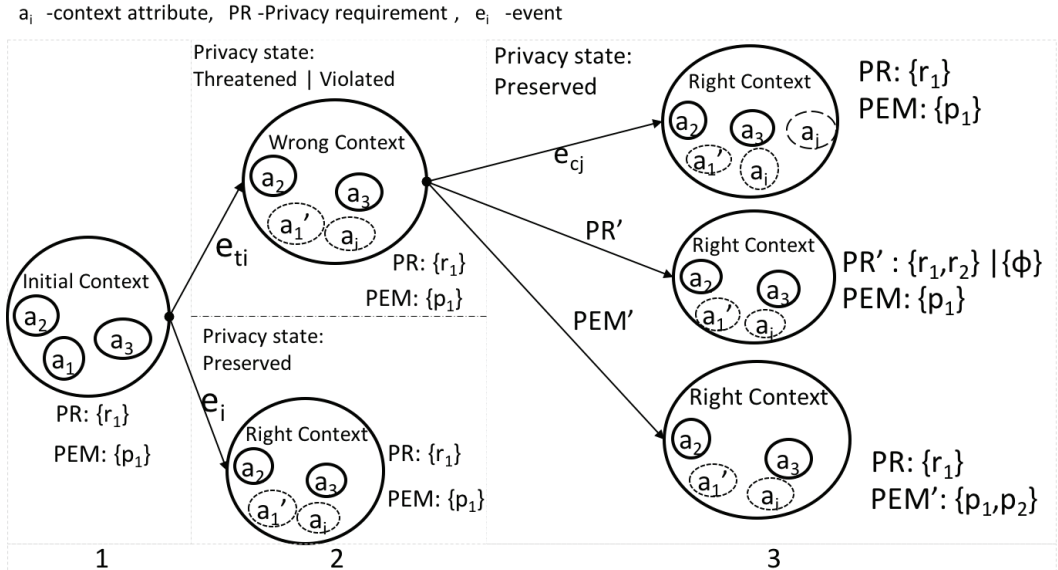 aᵢ -context attribute, PR -Privacy requirement , eᵢ -event
Privacy state:
Threatened | Violated
Wrong Context
a₂
a₃
a₁'
aᵢ
PR: {r₁}
PEM: {p₁}
Initial Context
a₂
a₁
a₃
PR: {r₁}
PEM: {p₁}
e_ti
e_i
Privacy state:
Preserved
Right Context
a₂
a₃
a₁'
aᵢ
PR: {r₁}
PEM: {p₁}
Privacy state:
Preserved
e_cj
PR'
PEM'
Right Context
a₂
a₃
aⱼ
a₁'
aᵢ
PR: {r₁}
PEM: {p₁}
Right Context
a₂
a₃
a₁'
aᵢ
PR' : {r₁,r₂} |{ɸ}
PEM: {p₁}
Right Context
a₂
a₃
a₁'
aᵢ
PR: {r₁}
PEM': {p₁,p₂}
1
2
3